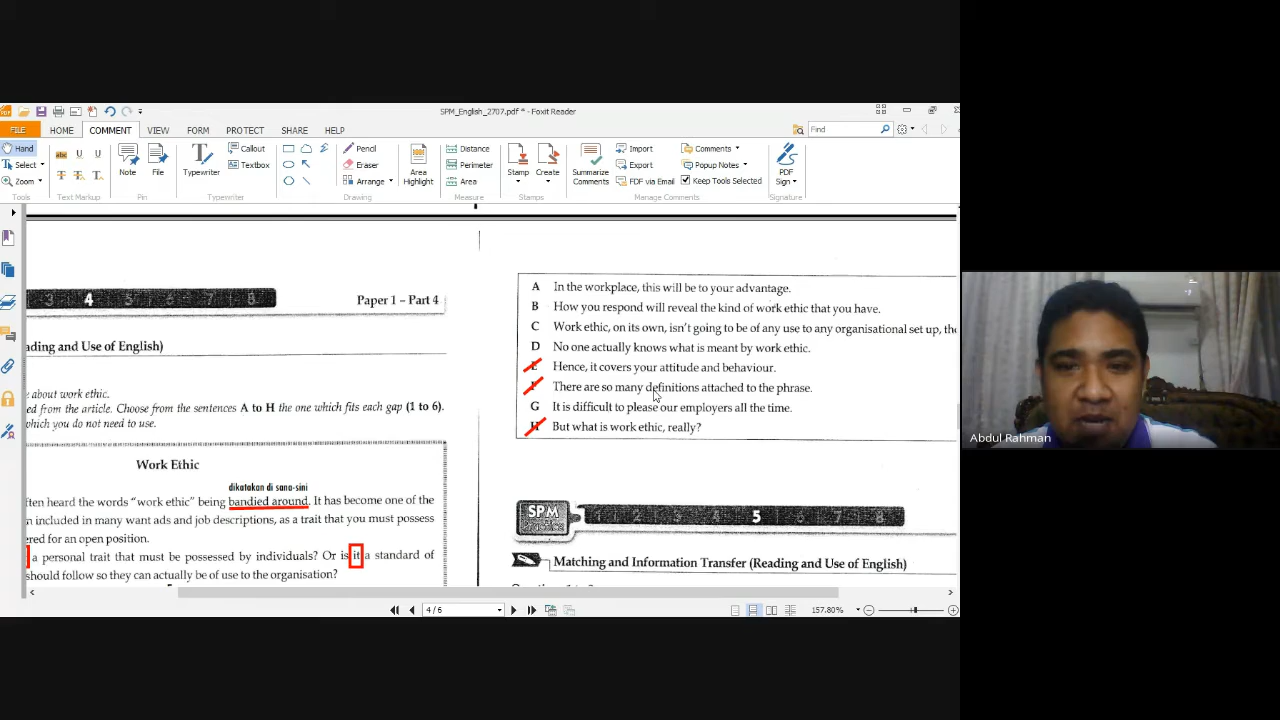 SPM_English_2707.pdf * - Foxit Reader
FILE HOME COMMENT VIEW FORM PROTECT SHARE HELP
Find
Hand
Select
Zoom
Tools
Text Markup
Note
File
Pin
Typewriter
Callout
Textbox
Typewriter
Pencil
Eraser
Arrange
Area Highlight
Drawing
Distance
Perimeter
Area
Measure
Stamp
Create
Stamps
Summarize Comments
Import
Export
FDF via Email
Comments
Popup Notes
Keep Tools Selected
Manage Comments
PDF Sign
Signature
3 4 5 6 7 8
Paper 1 – Part 4
ding and Use of English)
about work ethic.
ed from the article. Choose from the sentences A to H the one which fits each gap (1 to 6).
which you do not need to use.
Work Ethic
dikatakan di sana-sini
ften heard the words "work ethic" being bandied around. It has become one of the
n included in many want ads and job descriptions, as a trait that you must possess
red for an open position.
a personal trait that must be possessed by individuals? Or is it a standard of
should follow so they can actually be of use to the organisation?
A In the workplace, this will be to your advantage.
B How you respond will reveal the kind of work ethic that you have.
C Work ethic, on its own, isn't going to be of any use to any organisational set up, the
D No one actually knows what is meant by work ethic.
E Hence, it covers your attitude and behaviour.
F There are so many definitions attached to the phrase.
G It is difficult to please our employers all the time.
H But what is work ethic, really?
SPM 1 2 3 4 5 6 7 8
Matching and Information Transfer (Reading and Use of English)
4 / 6
157.80%
Abdul Rahman